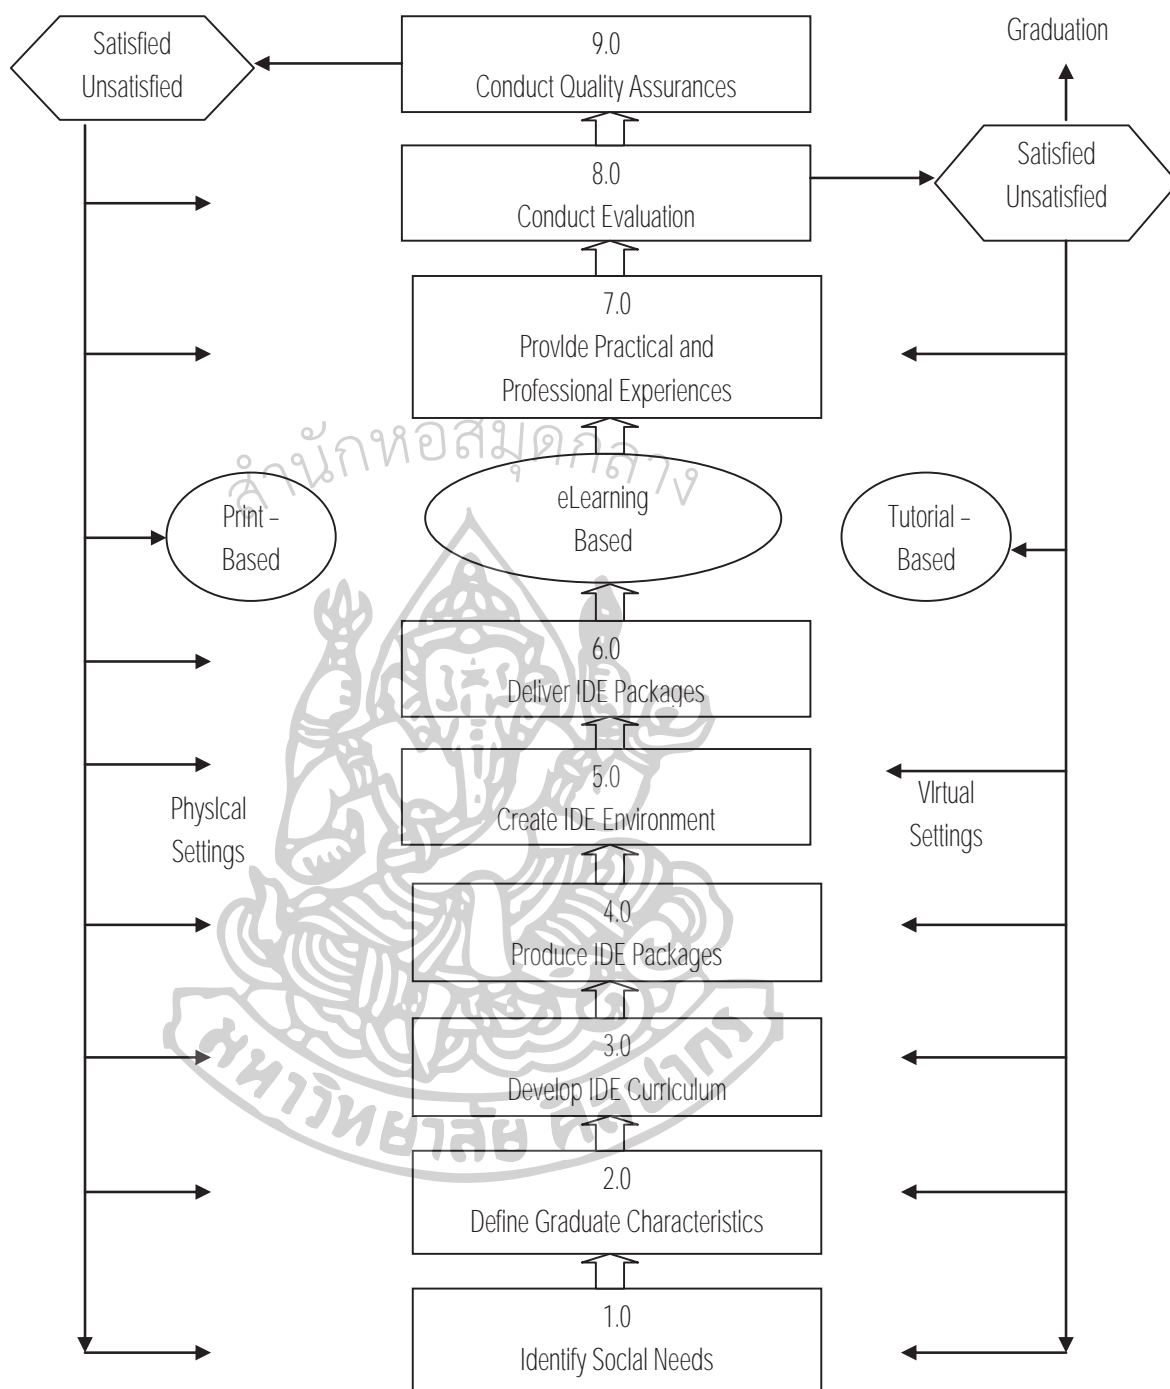 Satisfied
Unsatisfied
9.0
Conduct Quality Assurances
Graduation
8.0
Conduct Evaluation
Satisfied
Unsatisfied
7.0
Provide Practical and
Professional Experiences
สำนักหอสมุดกลาง
Print –
Based
eLearning
Based
Tutorial –
Based
6.0
Deliver IDE Packages
5.0
Create IDE Environment
Physical
Settings
Virtual
Settings
4.0
Produce IDE Packages
3.0
Develop IDE Curriculum
มหาวิทยาลัย ศิลปากร
2.0
Define Graduate Characteristics
1.0
Identify Social Needs